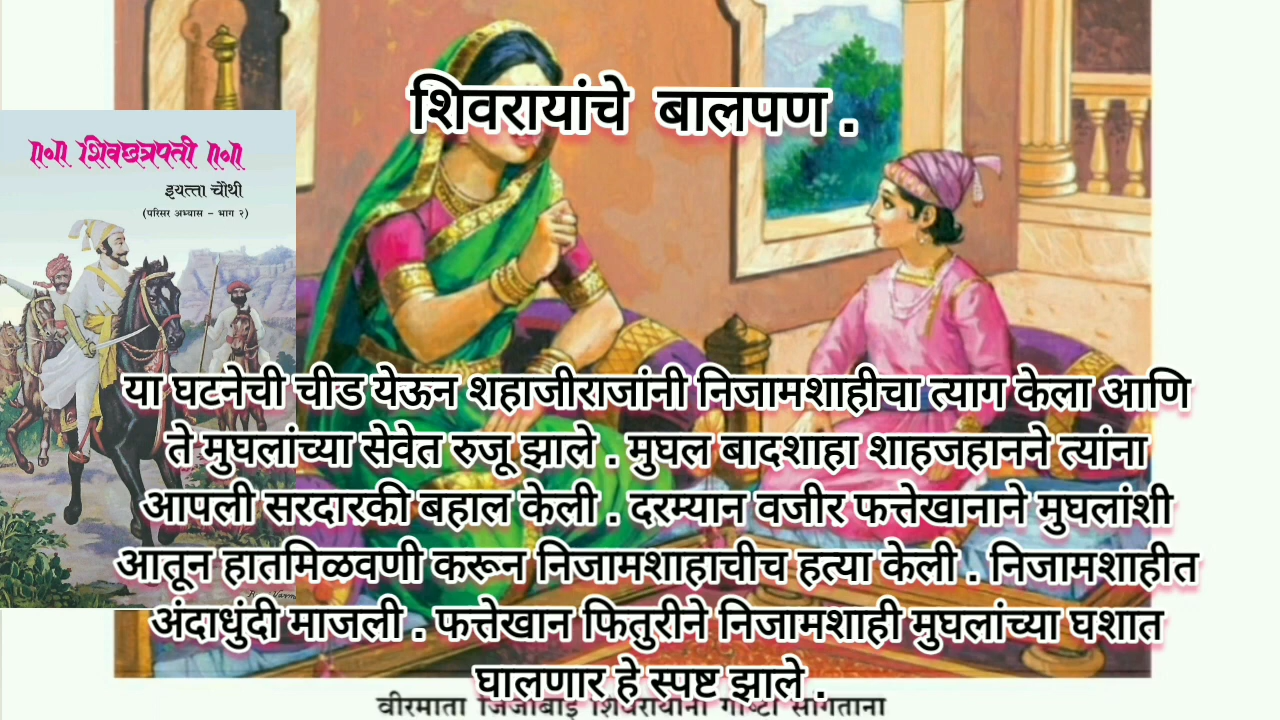 शिवरायांचे बालपण .
॥०॥ शिवछत्रपती ॥०॥
इयत्ता चौथी
(परिसर अभ्यास - भाग २)
या घटनेची चीड येऊन शहाजीराजांनी निजामशाहीचा त्याग केला आणि
ते मुघलांच्या सेवेत रुजू झाले . मुघल बादशाहा शाहजहानने त्यांना
आपली सरदारकी बहाल केली . दरम्यान वजीर फत्तेखानाने मुघलांशी
आतून हातमिळवणी करून निजामशाहाचीच हत्या केली . निजामशाहीत
अंदाधुंदी माजली . फत्तेखान फितुरीने निजामशाही मुघलांच्या घशात
घालणार हे स्पष्ट झाले .
वीरमाता जिजाबाई शिवरायांना गोष्टी सांगताना